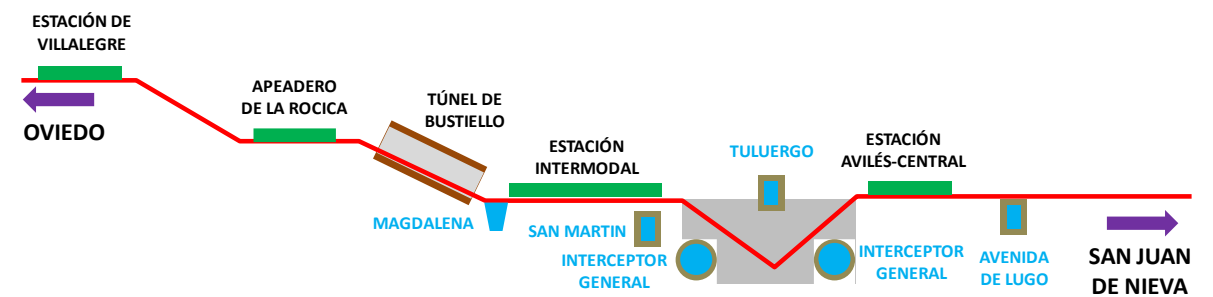 ESTACIÓN DE
VILLALEGRE
OVIEDO
APEADERO
DE LA ROCICA
TÚNEL DE
BUSTIELLO
MAGDALENA
ESTACIÓN
INTERMODAL
SAN MARTIN
INTERCEPTOR
GENERAL
TULUERGO
ESTACIÓN
AVILÉS-CENTRAL
INTERCEPTOR
GENERAL
AVENIDA
DE LUGO
SAN JUAN
DE NIEVA